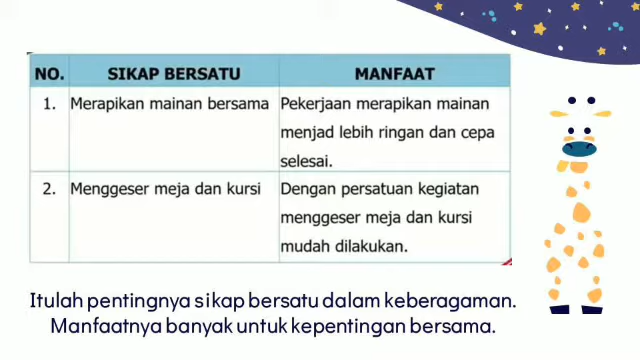 NO. SIKAP BERSATU MANFAAT
1. Merapikan mainan bersama Pekerjaan merapikan mainan
menjad lebih ringan dan cepa
selesai.
2. Menggeser meja dan kursi Dengan persatuan kegiatan
menggeser meja dan kursi
mudah dilakukan.
Itulah pentingnya sikap bersatu dalam keberagaman.
Manfaatnya banyak untuk kepentingan bersama.